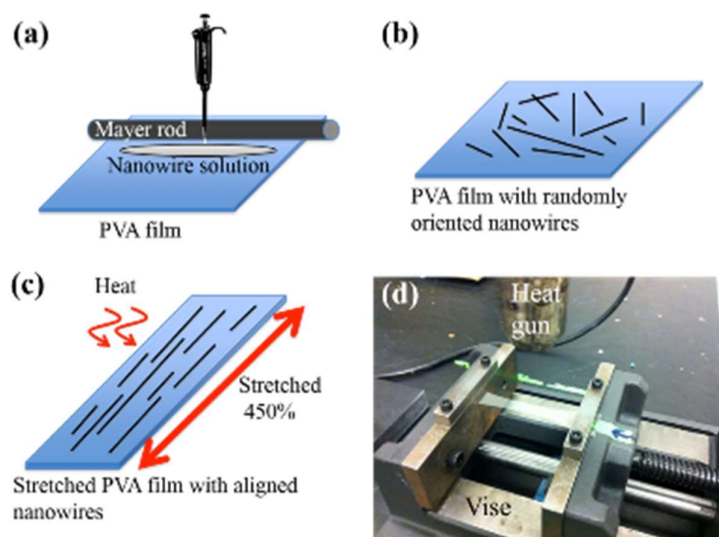 (a)
Mayer rod
Nanowire solution
PVA film
(b)
PVA film with randomly
oriented nanowires
(c)
Heat
Stretched
450%
Stretched PVA film with aligned
nanowires
(d)
Heat
gun
Vise